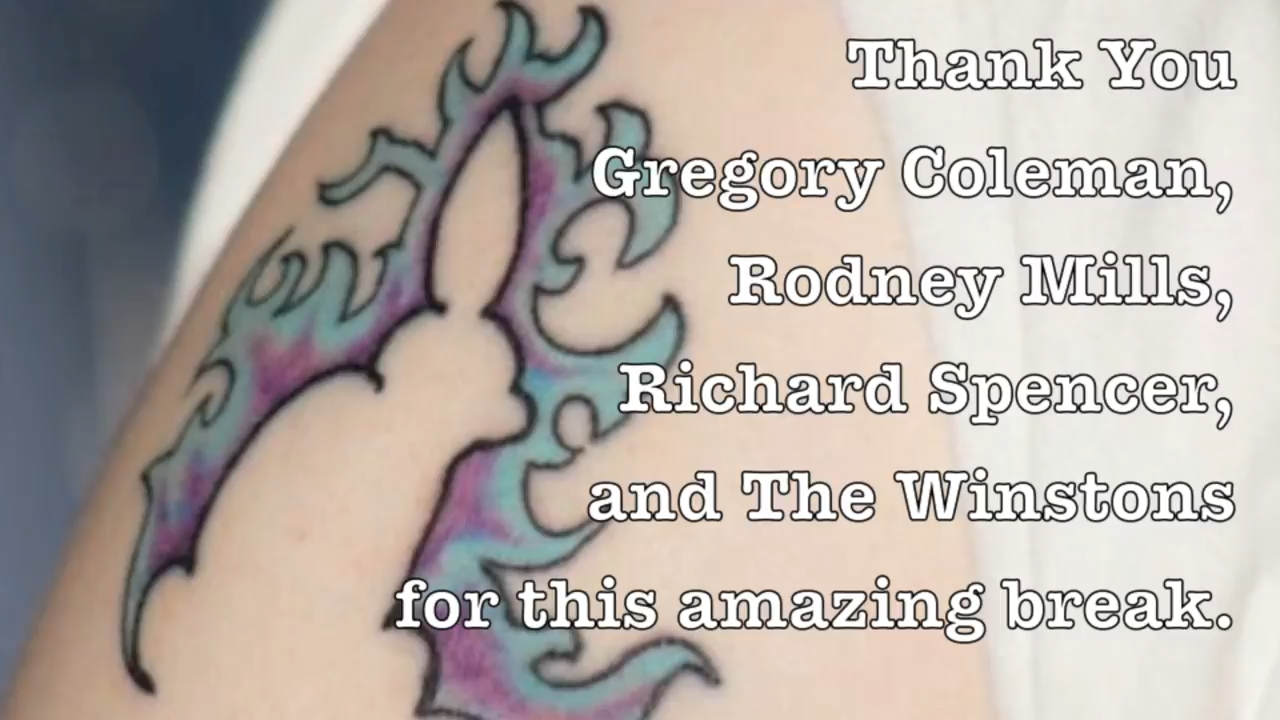 Thank You
Gregory Coleman,
Rodney Mills,
Richard Spencer,
and The Winstons
for this amazing break.